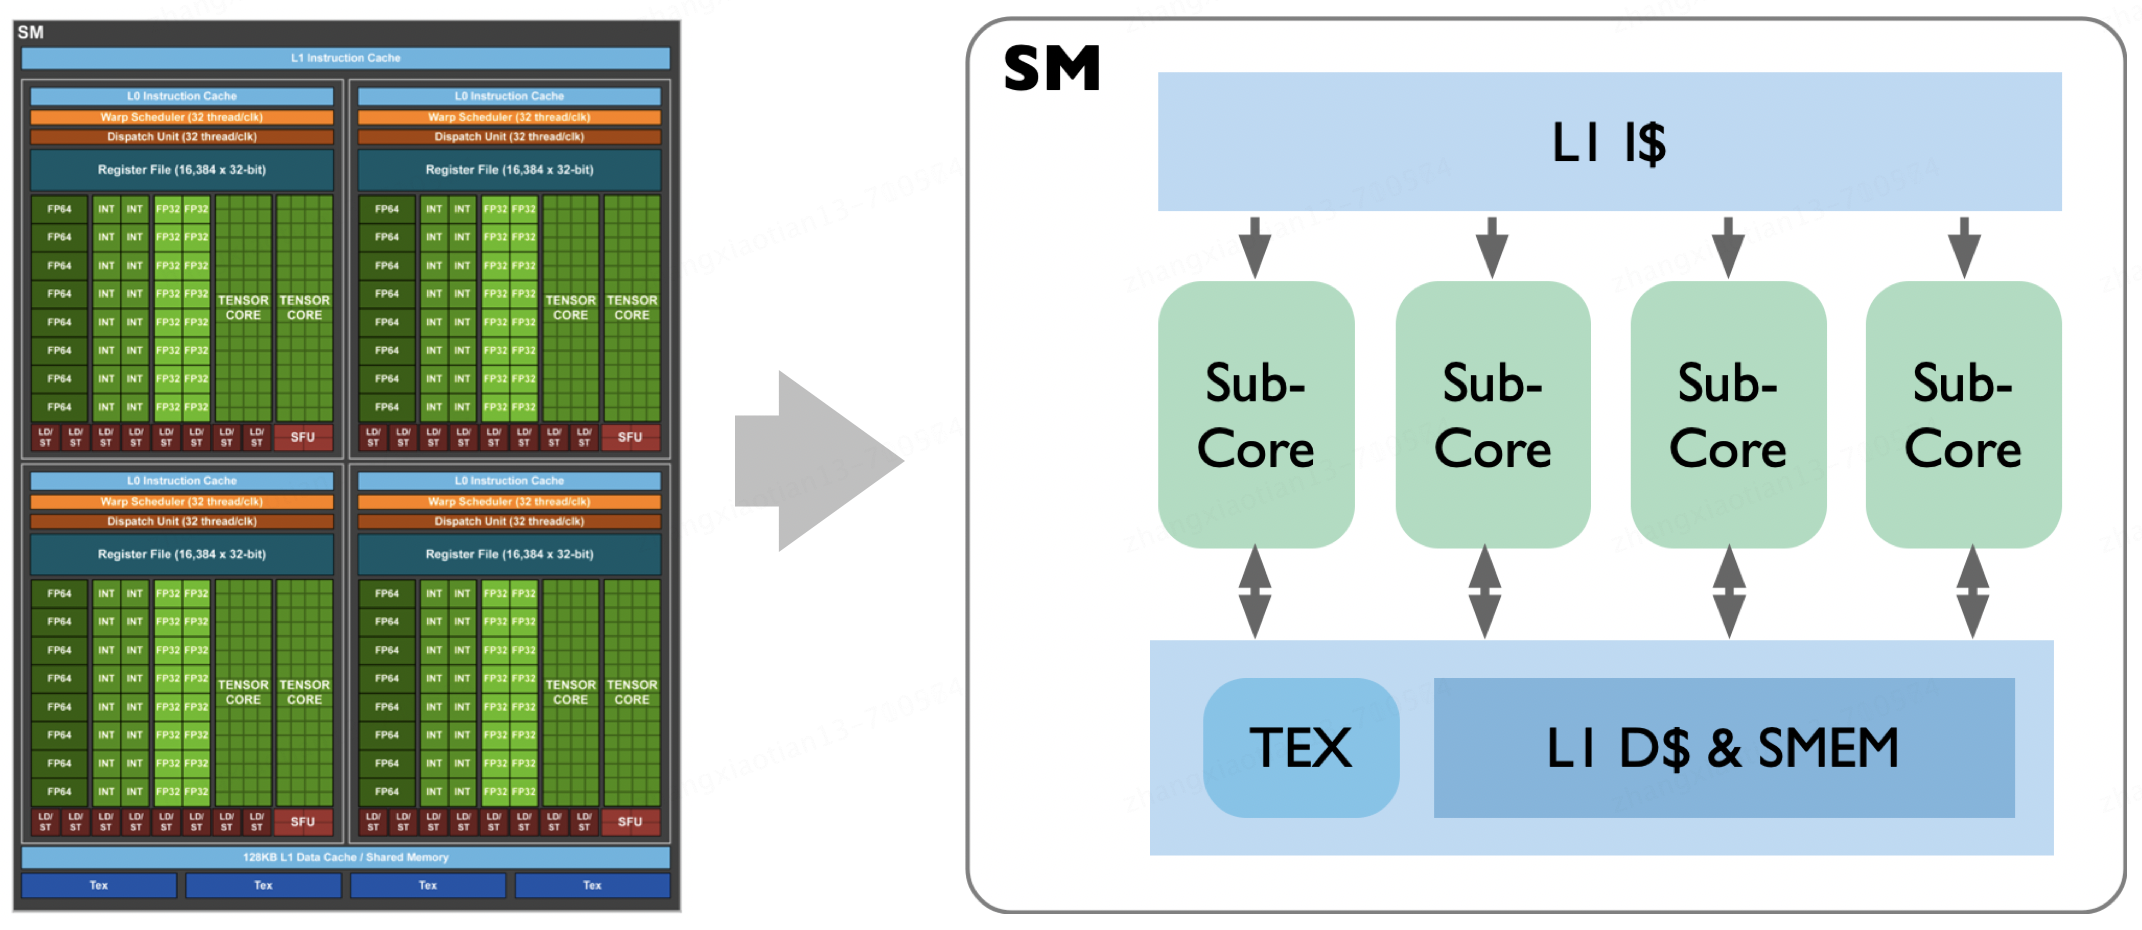 SM
L1 Instruction Cache
L0 Instruction Cache
Warp Scheduler (32 thread/clk)
Dispatch Unit (32 thread/clk)
Register File (16,384 x 32-bit)
FP64 INT INT FP32 FP32
FP64 INT INT FP32 FP32
FP64 INT INT FP32 FP32
FP64 INT INT FP32 FP32
FP64 INT INT FP32 FP32
FP64 INT INT FP32 FP32
FP64 INT INT FP32 FP32
FP64 INT INT FP32 FP32
TENSOR TENSOR
CORE CORE
LD/ LD/ LD/ LD/ LD/ LD/ LD/ LD/
ST ST ST ST ST ST ST ST
SFU
L0 Instruction Cache
Warp Scheduler (32 thread/clk)
Dispatch Unit (32 thread/clk)
Register File (16,384 x 32-bit)
FP64 INT INT FP32 FP32
FP64 INT INT FP32 FP32
FP64 INT INT FP32 FP32
FP64 INT INT FP32 FP32
FP64 INT INT FP32 FP32
FP64 INT INT FP32 FP32
FP64 INT INT FP32 FP32
FP64 INT INT FP32 FP32
TENSOR TENSOR
CORE CORE
LD/ LD/ LD/ LD/ LD/ LD/ LD/ LD/
ST ST ST ST ST ST ST ST
SFU
L0 Instruction Cache
Warp Scheduler (32 thread/clk)
Dispatch Unit (32 thread/clk)
Register File (16,384 x 32-bit)
FP64 INT INT FP32 FP32
FP64 INT INT FP32 FP32
FP64 INT INT FP32 FP32
FP64 INT INT FP32 FP32
FP64 INT INT FP32 FP32
FP64 INT INT FP32 FP32
FP64 INT INT FP32 FP32
FP64 INT INT FP32 FP32
TENSOR TENSOR
CORE CORE
LD/ LD/ LD/ LD/ LD/ LD/ LD/ LD/
ST ST ST ST ST ST ST ST
SFU
L0 Instruction Cache
Warp Scheduler (32 thread/clk)
Dispatch Unit (32 thread/clk)
Register File (16,384 x 32-bit)
FP64 INT INT FP32 FP32
FP64 INT INT FP32 FP32
FP64 INT INT FP32 FP32
FP64 INT INT FP32 FP32
FP64 INT INT FP32 FP32
FP64 INT INT FP32 FP32
FP64 INT INT FP32 FP32
FP64 INT INT FP32 FP32
TENSOR TENSOR
CORE CORE
LD/ LD/ LD/ LD/ LD/ LD/ LD/ LD/
ST ST ST ST ST ST ST ST
SFU
128KB L1 Data Cache / Shared Memory
Tex Tex Tex Tex
SM
L1 I$
Sub-
Core
Sub-
Core
Sub-
Core
Sub-
Core
TEX
L1 D$ & SMEM